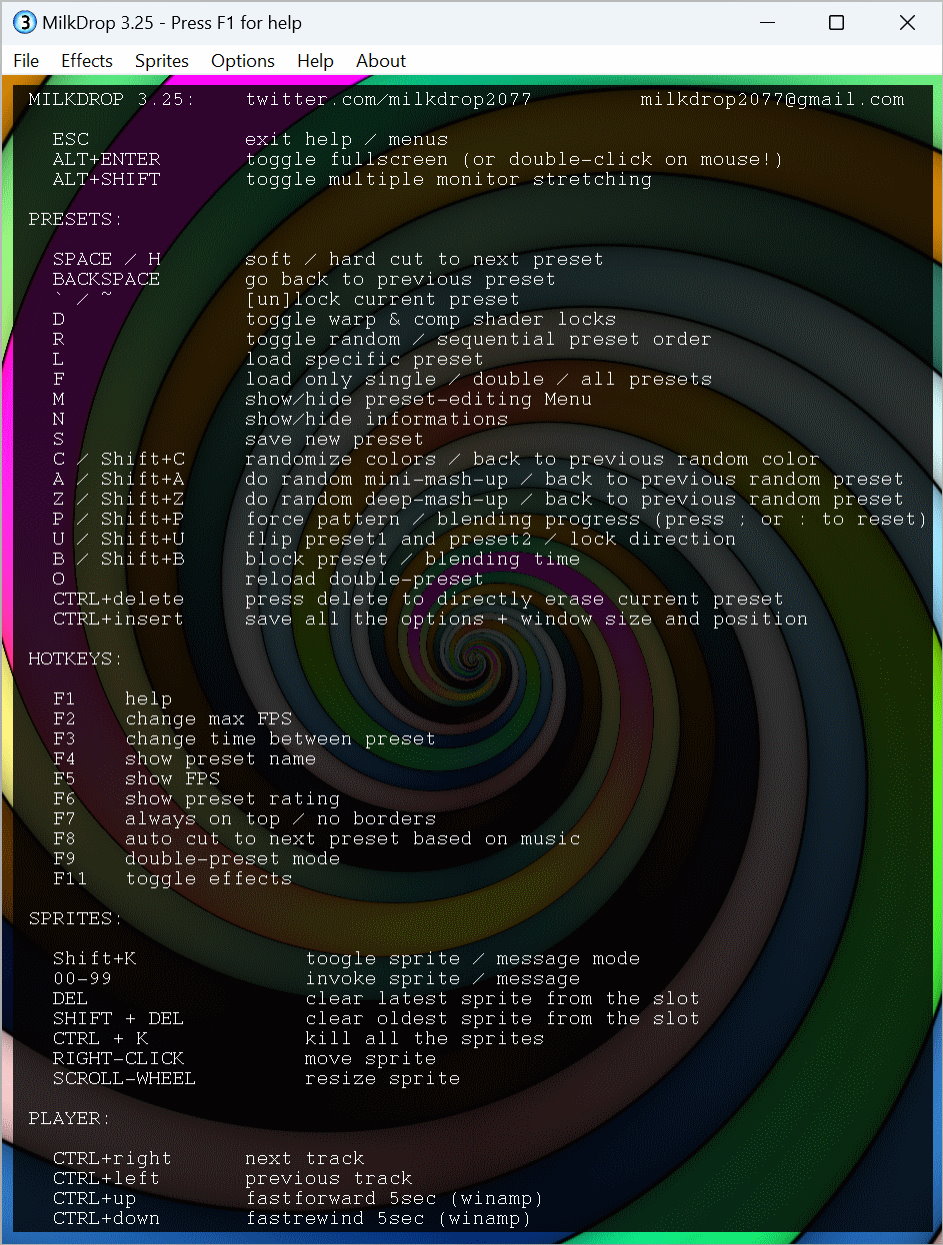 MilkDrop 3.25 - Press F1 for help
File Effects Sprites Options Help About
MILKDROP 3.25: twitter.com/milkdrop2077 milkdrop2077@gmail.com
ESC exit help / menus
ALT+ENTER toggle fullscreen (or double-click on mouse!)
ALT+SHIFT toggle multiple monitor stretching
PRESETS:
SPACE / H soft / hard cut to next preset
BACKSPACE go back to previous preset
` / ~ [un]lock current preset
D toggle warp & comp shader locks
R toggle random / sequential preset order
L load specific preset
F load only single / double / all presets
M show/hide preset-editing Menu
N show/hide informations
S save new preset
C / Shift+C randomize colors / back to previous random color
A / Shift+A do random mini-mash-up / back to previous random preset
Z / Shift+Z do random deep-mash-up / back to previous random preset
P / Shift+P force pattern / blending progress (press ; or : to reset)
U / Shift+U flip preset1 and preset2 / lock direction
B / Shift+B block preset / blending time
O reload double-preset
CTRL+delete press delete to directly erase current preset
CTRL+insert save all the options + window size and position
HOTKEYS:
F1 help
F2 change max FPS
F3 change time between preset
F4 show preset name
F5 show FPS
F6 show preset rating
F7 always on top / no borders
F8 auto cut to next preset based on music
F9 double-preset mode
F11 toggle effects
SPRITES:
Shift+K toogle sprite / message mode
00-99 invoke sprite / message
DEL clear latest sprite from the slot
SHIFT + DEL clear oldest sprite from the slot
CTRL + K kill all the sprites
RIGHT-CLICK move sprite
SCROLL-WHEEL resize sprite
PLAYER:
CTRL+right next track
CTRL+left previous track
CTRL+up fastforward 5sec (winamp)
CTRL+down fastrewind 5sec (winamp)